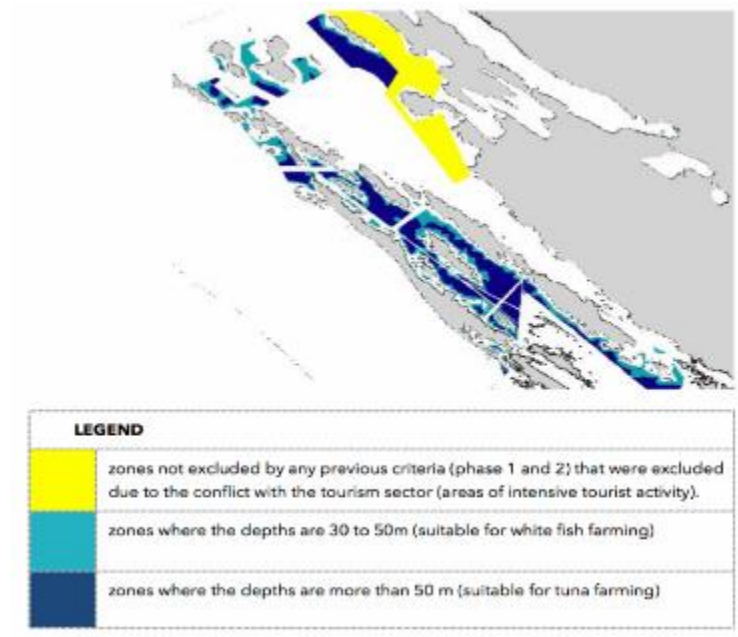 LEGEND
zones not excluded by any previous criteria (phase 1 and 2) that were excluded
due to the conflict with the tourism sector (areas of intensive tourist activity).
zones where the depths are 30 to 50m (suitable for white fish farming)
zones where the depths are more than 50 m (suitable for tuna farming)